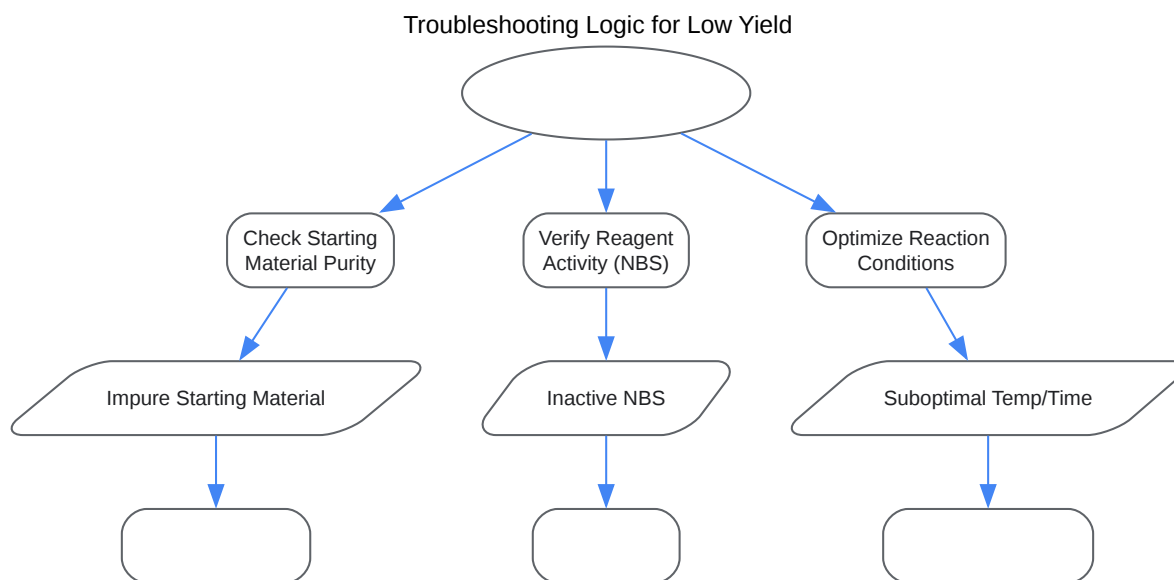 Troubleshooting Logic for Low Yield
Check Starting
Material Purity
Verify Reagent
Activity (NBS)
Optimize Reaction
Conditions
Impure Starting Material
Inactive NBS
Suboptimal Temp/Time